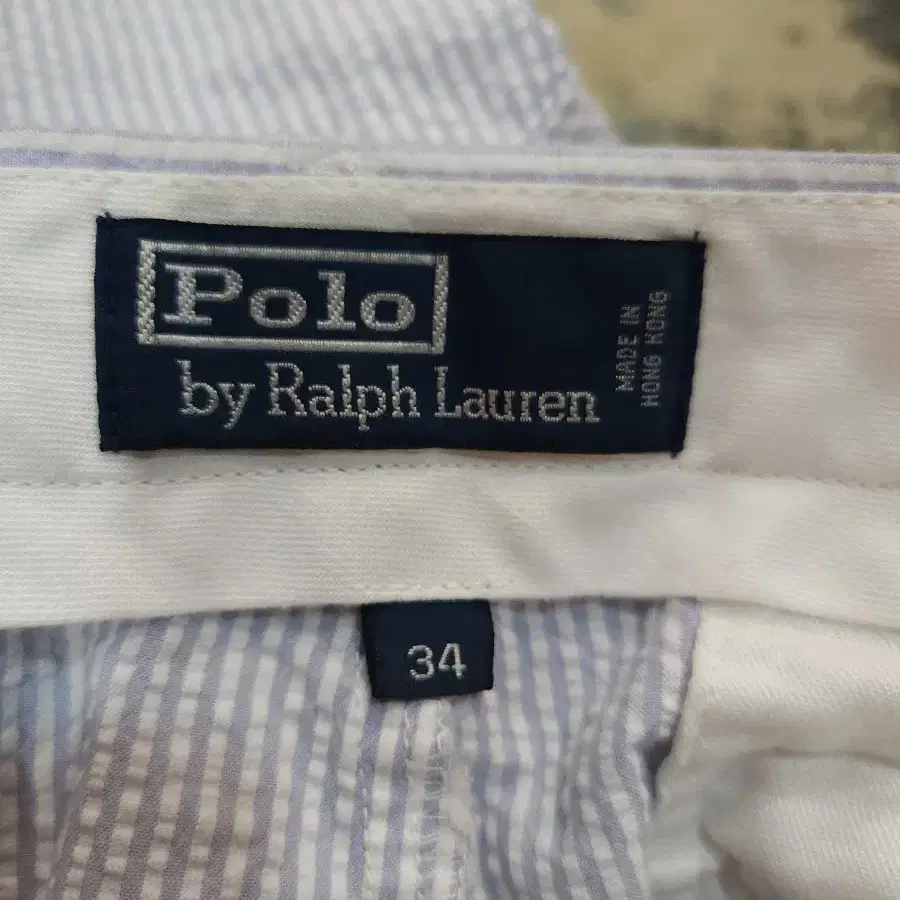 Polo
by Ralph Lauren
MADE IN
HONG KONG
34